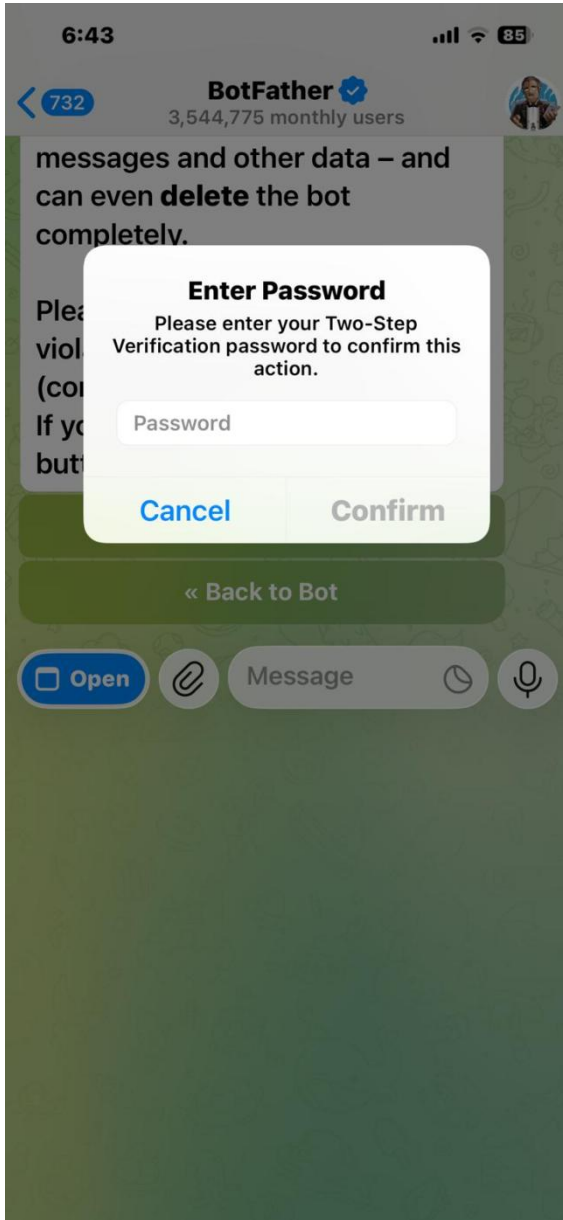 6:43
85
732
BotFather
3,544,775 monthly users
messages and other data – and
can even delete the bot
completely.
Enter Password
Please enter your Two-Step
Verification password to confirm this
action.
Password
Cancel
Confirm
If
« Back to Bot
Open
Message